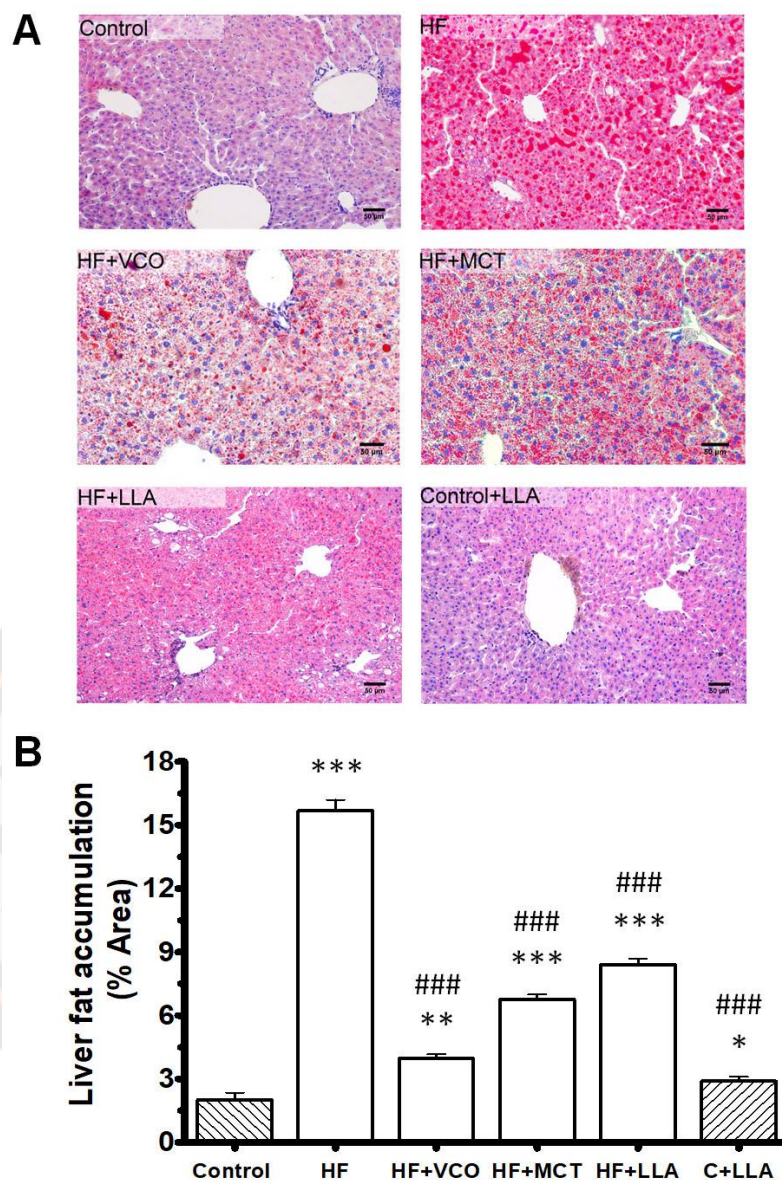 A
Control
HF
50 µm
50 µm
HF+VCO
HF+MCT
50 µm
50 µm
HF+LLA
Control+LLA
50 µm
50 µm
B
Liver fat accumulation
(% Area)
18
15
12
9
6
3
0
***
###
**
###
***
###
***
###
*
Control HF HF+VCO HF+MCT HF+LLA C+LLA